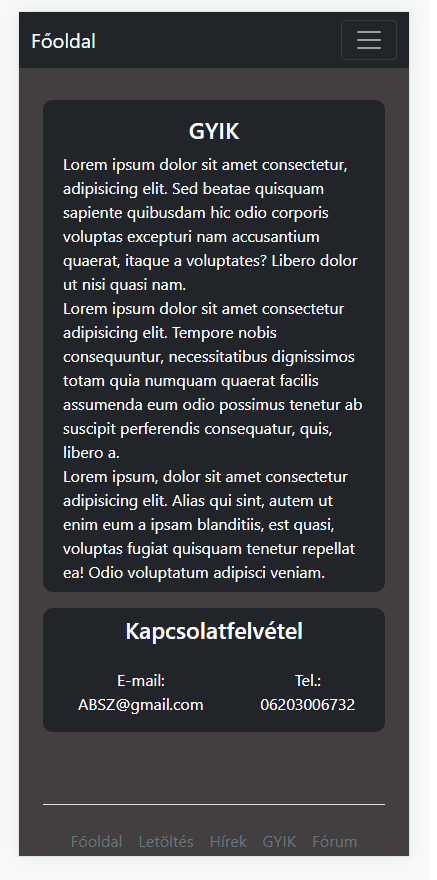 Főoldal
GYIK
Lorem ipsum dolor sit amet consectetur,
adipisicing elit. Sed beatae quisquam
sapiente quibusdam hic odio corporis
voluptas excepturi nam accusantium
quaerat, itaque a voluptates? Libero dolor
ut nisi quasi nam.
Lorem ipsum dolor sit amet consectetur
adipisicing elit. Tempore nobis
consequuntur, necessitatibus dignissimos
totam quia numquam quaerat facilis
assumenda eum odio possimus tenetur ab
suscipit perferendis consequatur, quis,
libero a.
Lorem ipsum, dolor sit amet consectetur
adipisicing elit. Alias qui sint, autem ut
enim eum a ipsam blanditiis, est quasi,
voluptas fugiat quisquam tenetur repellat
ea! Odio voluptatum adipisci veniam.
Kapcsolatfelvétel
E-mail:
ABSZ@gmail.com
Tel.:
06203006732
Főoldal Letöltés Hírek GYIK Fórum